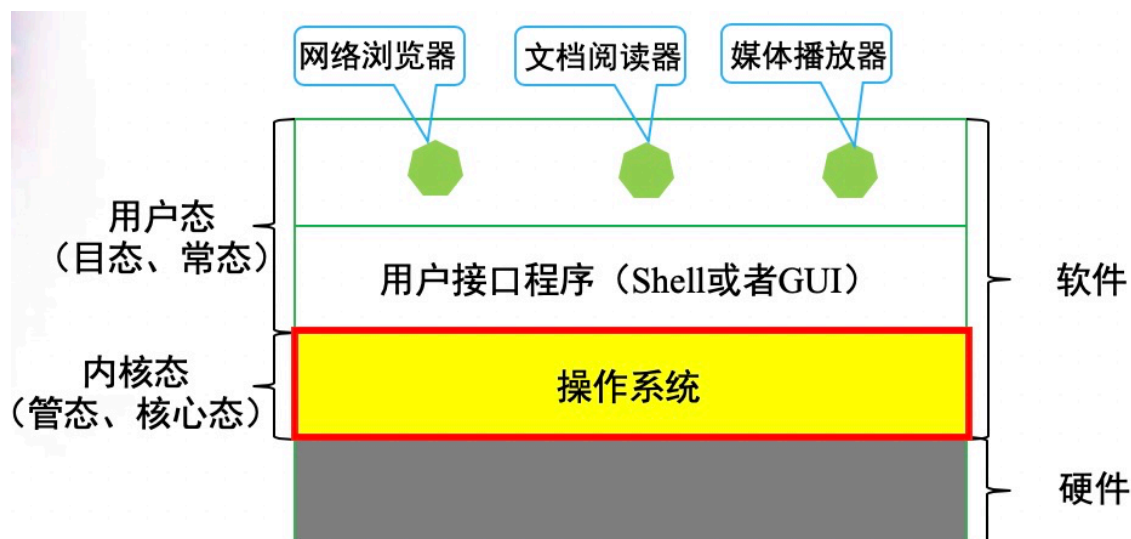 网络浏览器
文档阅读器
媒体播放器
用户态
（目态、常态）
用户接口程序（Shell或者GUI）
软件
内核态
（管态、核心态）
操作系统
硬件